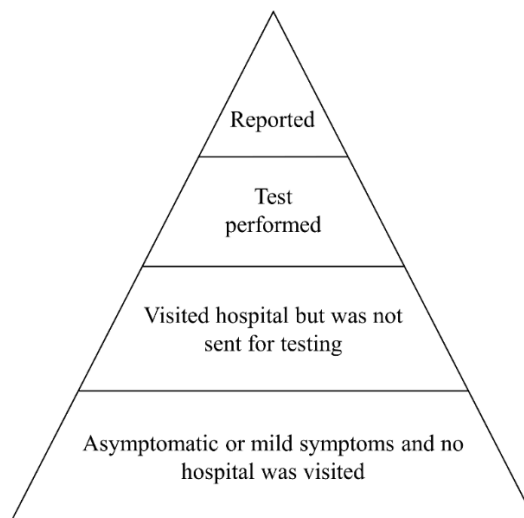 Reported
Test
performed
Visited hospital but was not
sent for testing
Asymptomatic or mild symptoms and no
hospital was visited